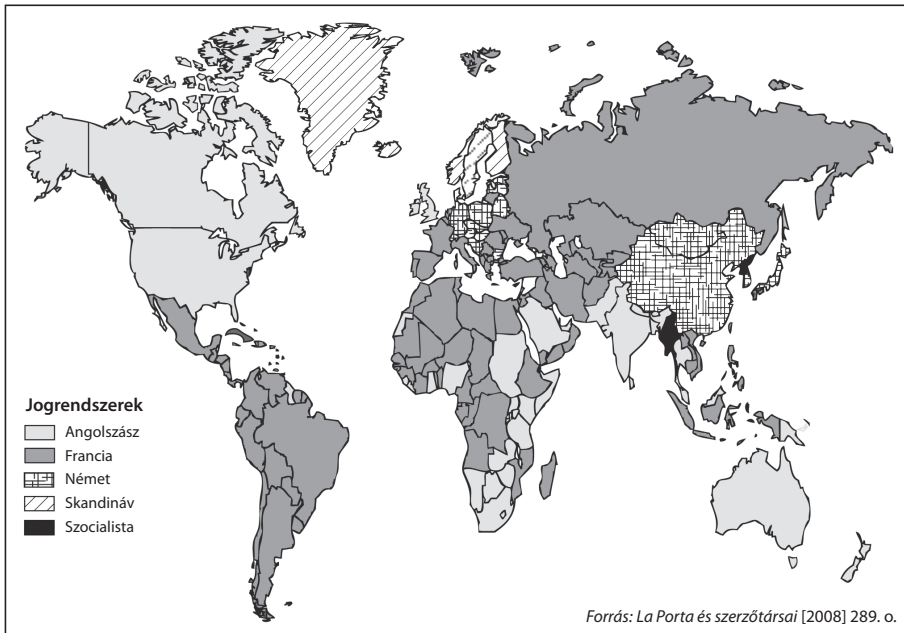 Jogrendszerek
Angolszász
Francia
Német
Skandináv
Szocialista
Forrás: La Porta és szerzőtársai [2008] 289. o.